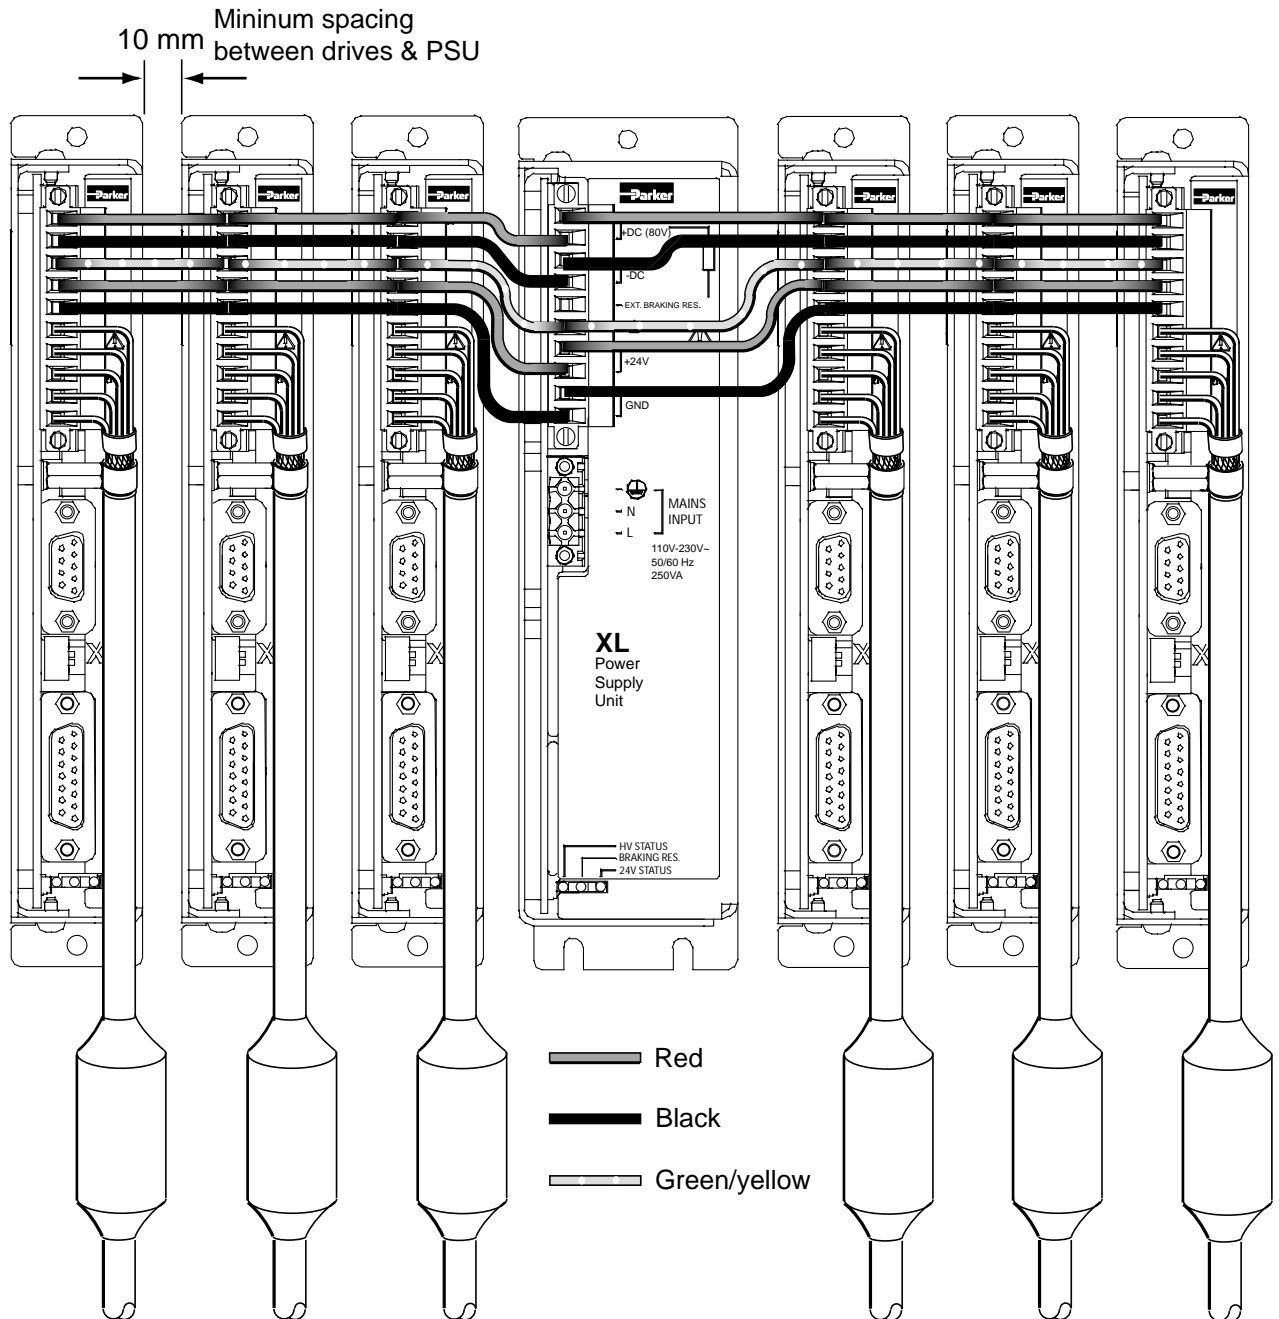 Mininum spacing
10 mm between drives & PSU
Parker
Parker
Parker
Parker
Parker
Parker
Parker
+DC (80V)
-DC
EXT. BRAKING RES.
+24V
GND
N
L
MAINS
INPUT
110V-230V~
50/60 Hz
250VA
X
X
X
X
X
X
XL
Power
Supply
Unit
HV STATUS
BRAKING RES.
24V STATUS
Red
Black
Green/yellow